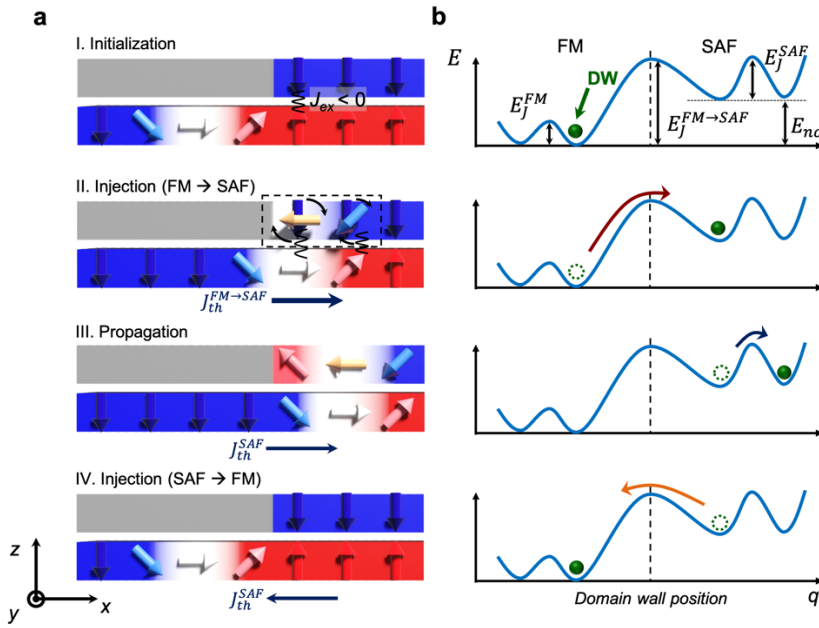 a
I. Initialization
J_ex < 0
II. Injection (FM → SAF)
J_th^{FM→SAF}
III. Propagation
J_th^{SAF}
IV. Injection (SAF → FM)
z
y
x
J_th^{SAF}
b
FM
SAF
E
DW
E_J^{FM}
E_J^{FM→SAF}
E_J^{SAF}
Domain wall position
q